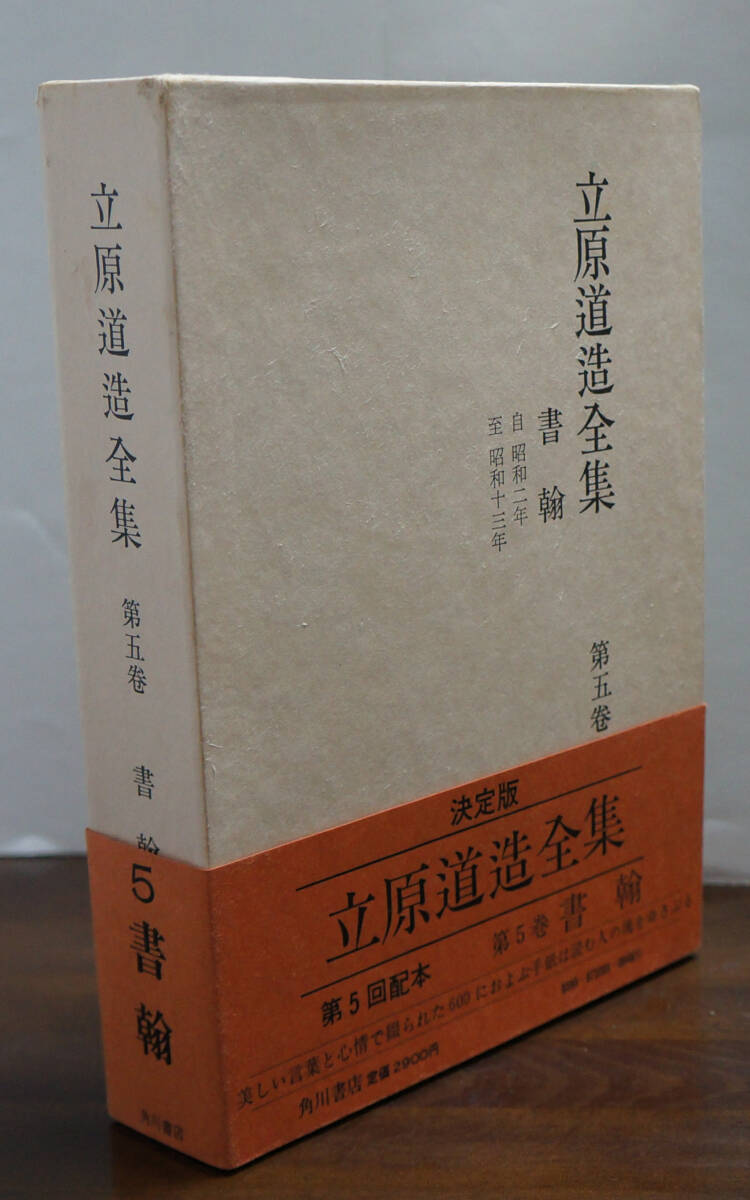 立原道造全集
書翰
自 昭和二年
至 昭和十三年
第五卷
立原道造全集
第五卷
書翰
決定版
立原道造全集
第5巻 書翰
第5回配本
美しい言葉と心情で綴られた600におよぶ手紙は読む人の魂をゆさぶる
角川書店 定価2900円
5 書翰
角川書店